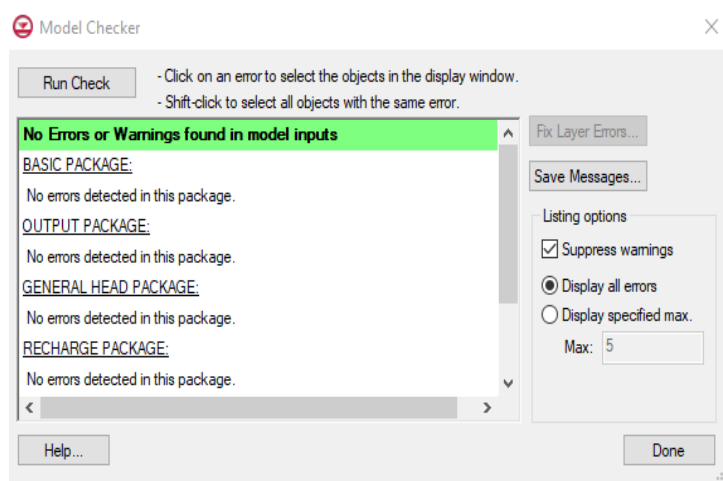 Model Checker
Run Check
- Click on an error to select the objects in the display window.
- Shift-click to select all objects with the same error.
No Errors or Warnings found in model inputs
BASIC PACKAGE:
No errors detected in this package.
OUTPUT PACKAGE:
No errors detected in this package.
GENERAL HEAD PACKAGE:
No errors detected in this package.
RECHARGE PACKAGE:
No errors detected in this package.
Fix Layer Errors...
Save Messages...
Listing options
Suppress warnings
Display all errors
Display specified max.
Max: 5
Help...
Done